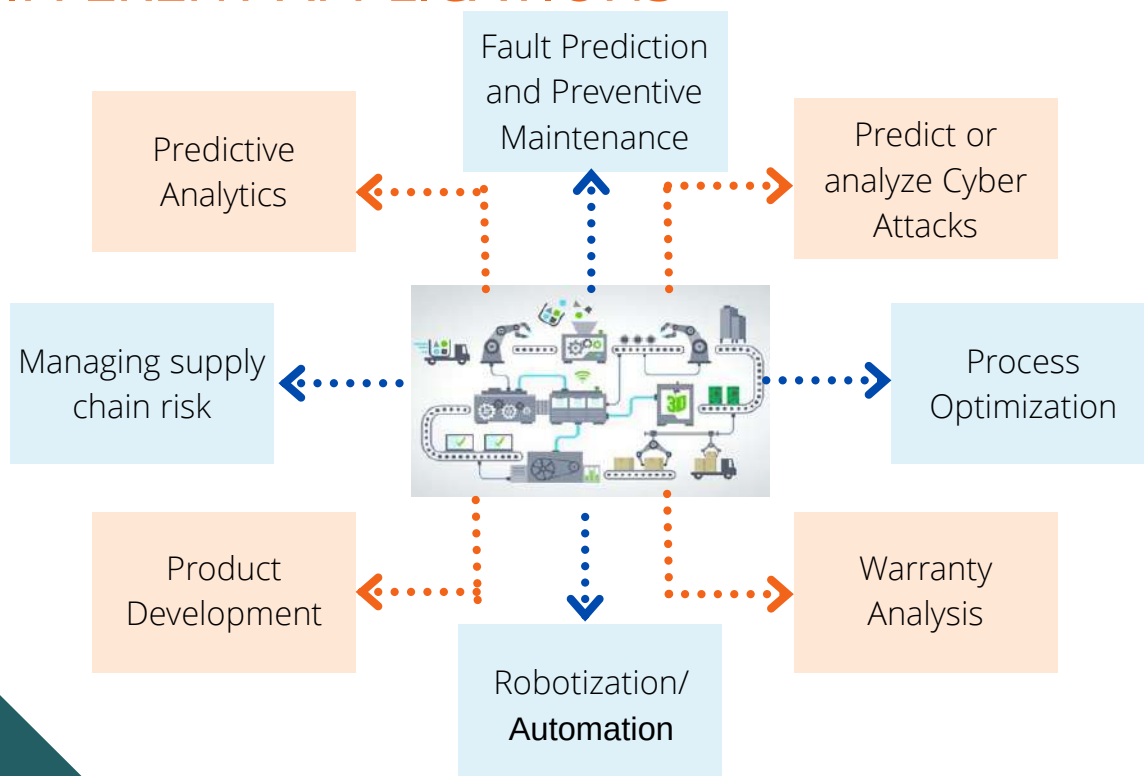 Fault Prediction
and Preventive
Maintenance
Predictive
Analytics
Predict or
analyze Cyber
Attacks
Managing supply
chain risk
3D
Process
Optimization
Product
Development
Warranty
Analysis
Robotization/
Automation